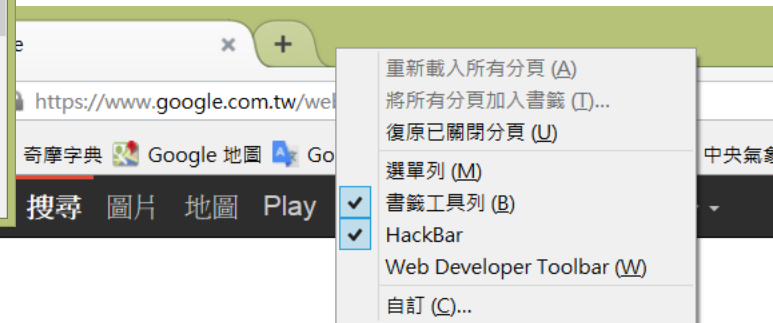 e × +
https://www.google.com.tw/we
奇摩字典 Google 地圖 Go
中央氣象
搜尋 圖片 地圖 Play
重新載入所有分頁 (A)
將所有分頁加入書籤 (T)...
復原已關閉分頁 (U)
選單列 (M)
書籤工具列 (B)
HackBar
Web Developer Toolbar (W)
自訂 (C)...